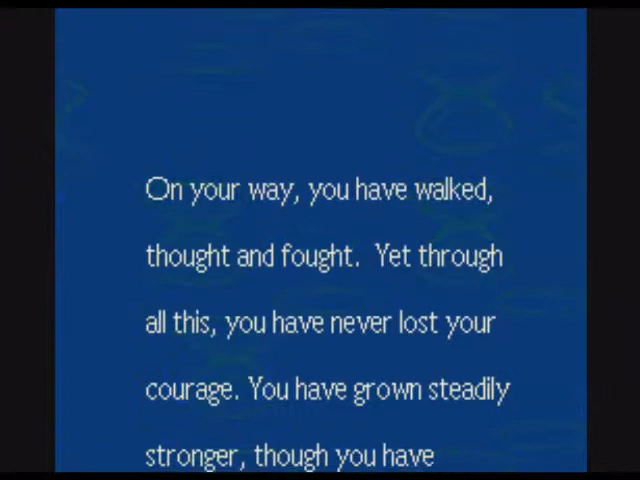 On your way, you have walked,
thought and fought.  Yet through
all this, you have never lost your
courage. You have grown steadily
stronger, though you have